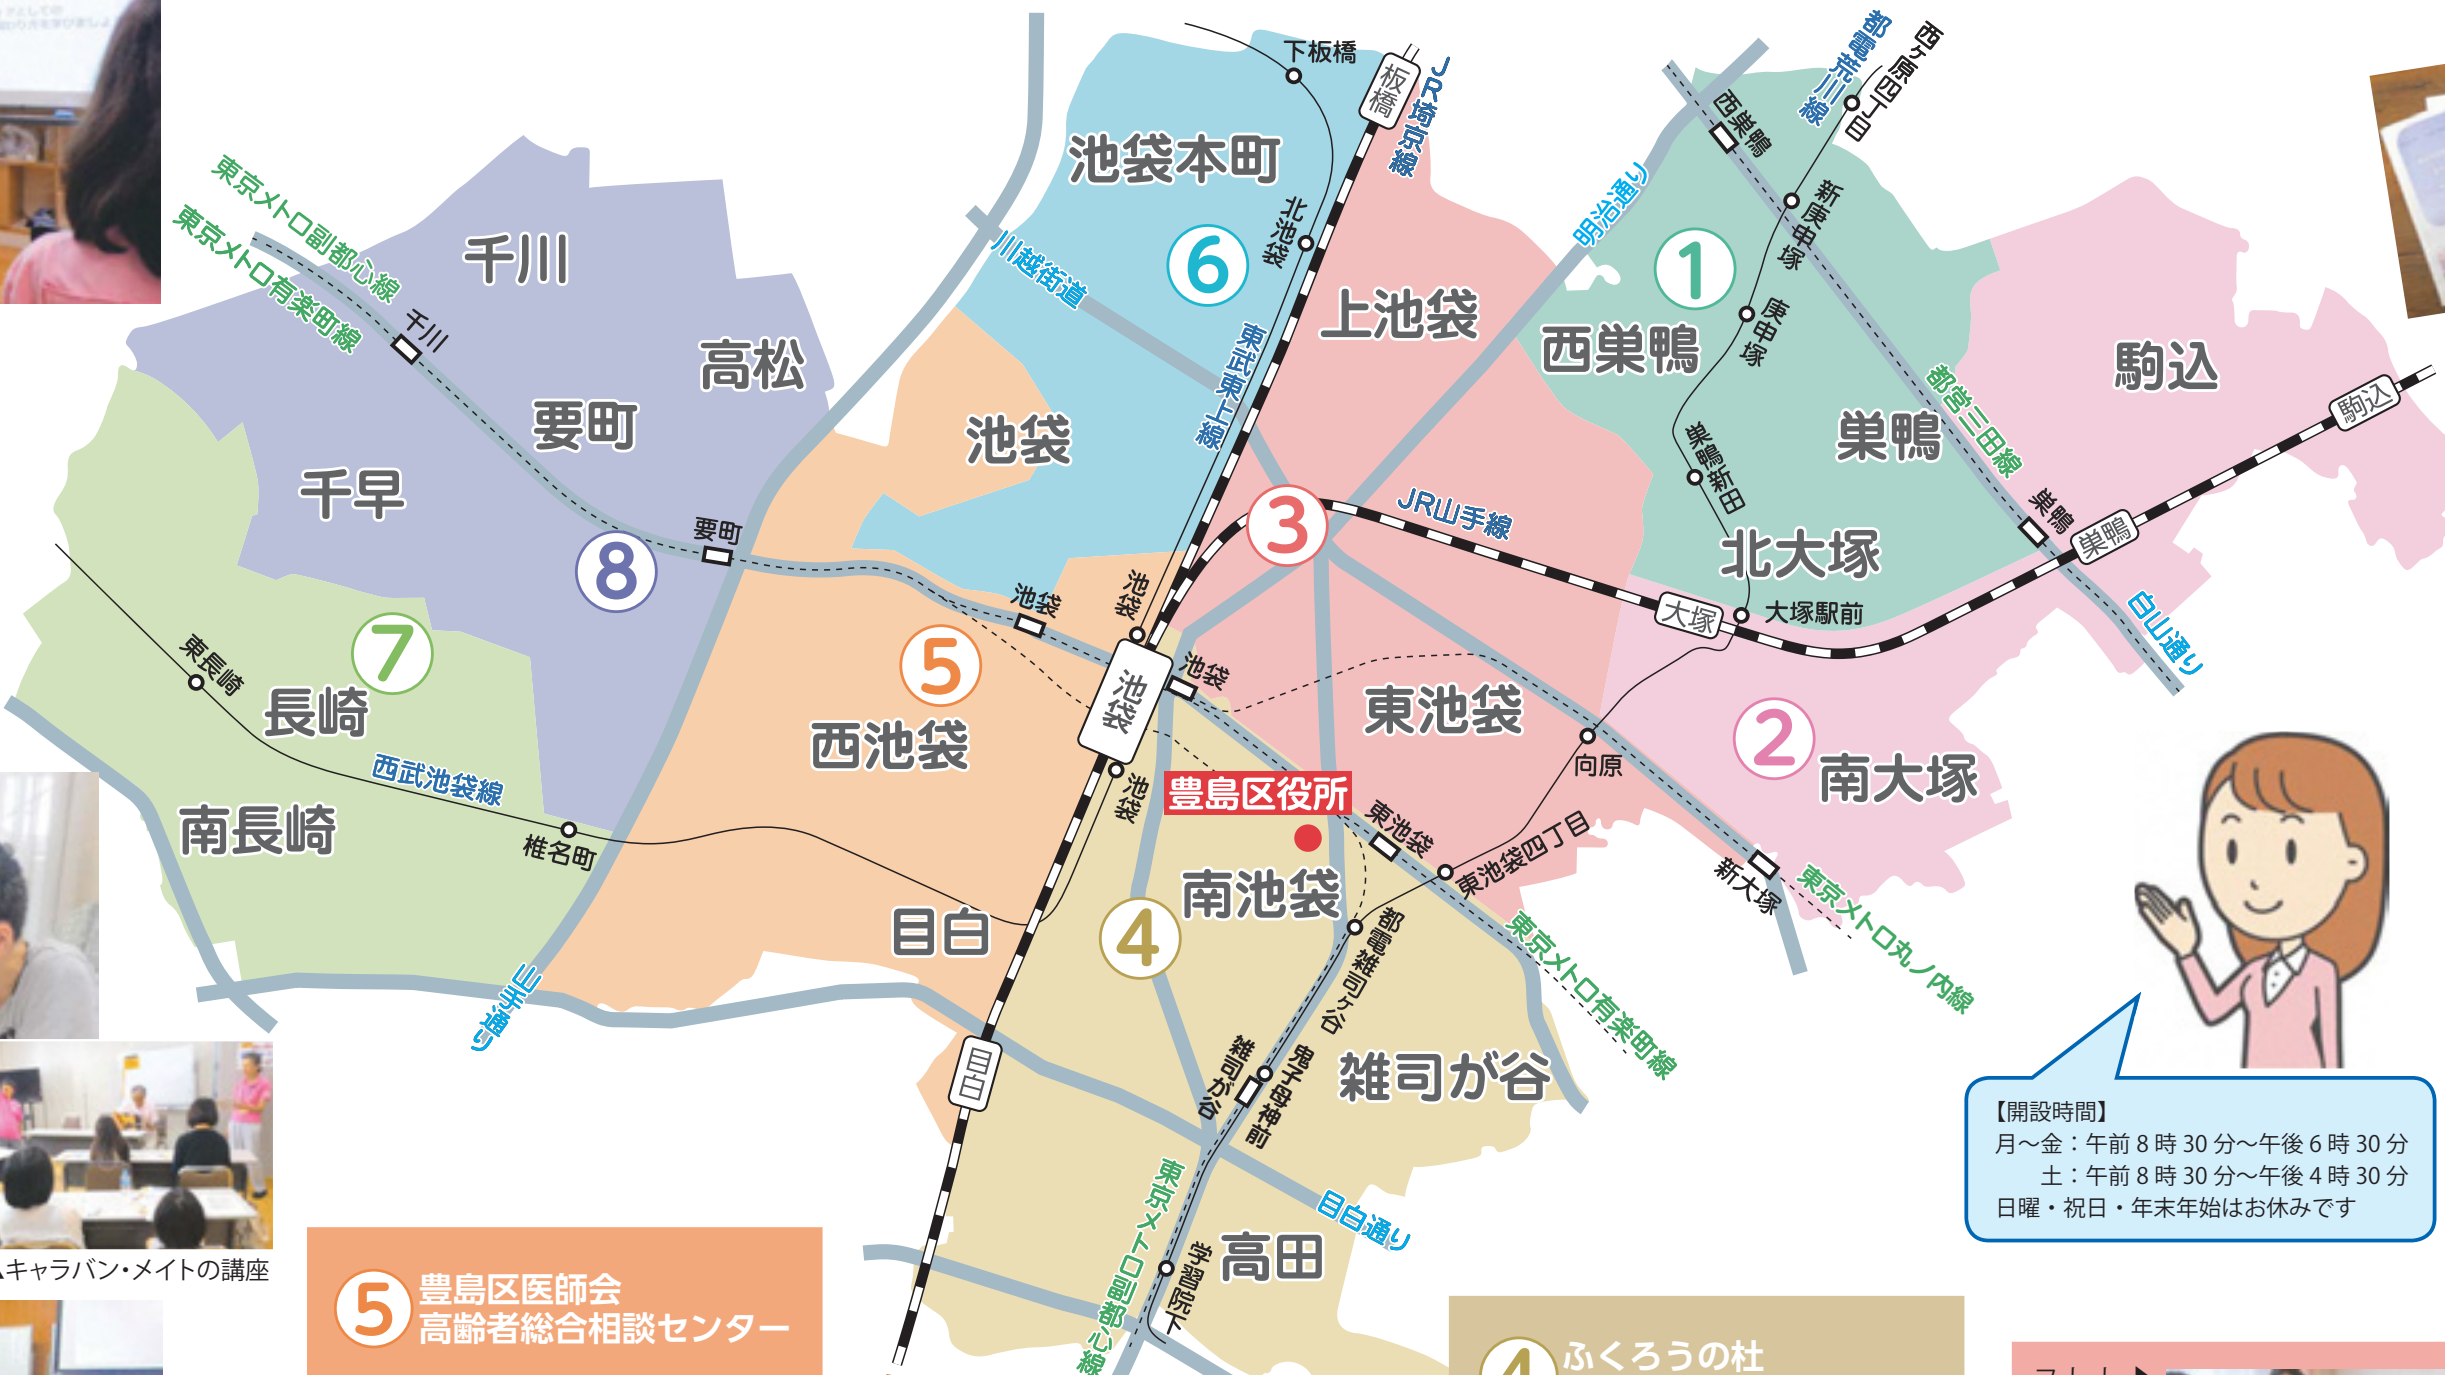 下板橋
板橋
JR埼京線
都電荒川線
西ヶ原四丁目
西巣鴨
池袋本町
東京メトロ副都心線
東京メトロ有楽町線
千川
北池袋
川越街道
明治通り
新庚申塚
⑥
①
千川
高松
上池袋
西巣鴨
庚申塚
駒込
東武東上線
都営三田線
駒込
要町
池袋
巣鴨
巣鴨新田
千早
JR山手線
③
巣鴨
巣鴨
要町
北大塚
⑧
池袋
池袋
大塚
大塚駅前
白山通り
⑦
東長崎
⑤
池袋
池袋
長崎
西池袋
東池袋
②
向原
南大塚
西武池袋線
池袋
豊島区役所
南長崎
椎名町
東池袋
東池袋四丁目
新大塚
東京メトロ丸ノ内線
目白
④
南池袋
都電雑司ヶ谷
東京メトロ有楽町線
山手通り
目白
雑司が谷
鬼子母神前
雑司が谷
東京メトロ副都心線
目白通り
学習院下
高田
【開設時間】
月〜金：午前 8 時 30 分〜午後 6 時 30 分
土：午前 8 時 30 分〜午後 4 時 30 分
日曜・祝日・年末年始はお休みです
キャラバン・メイトの講座
⑤ 豊島区医師会
高齢者総合相談センター
④ ふくろうの杜